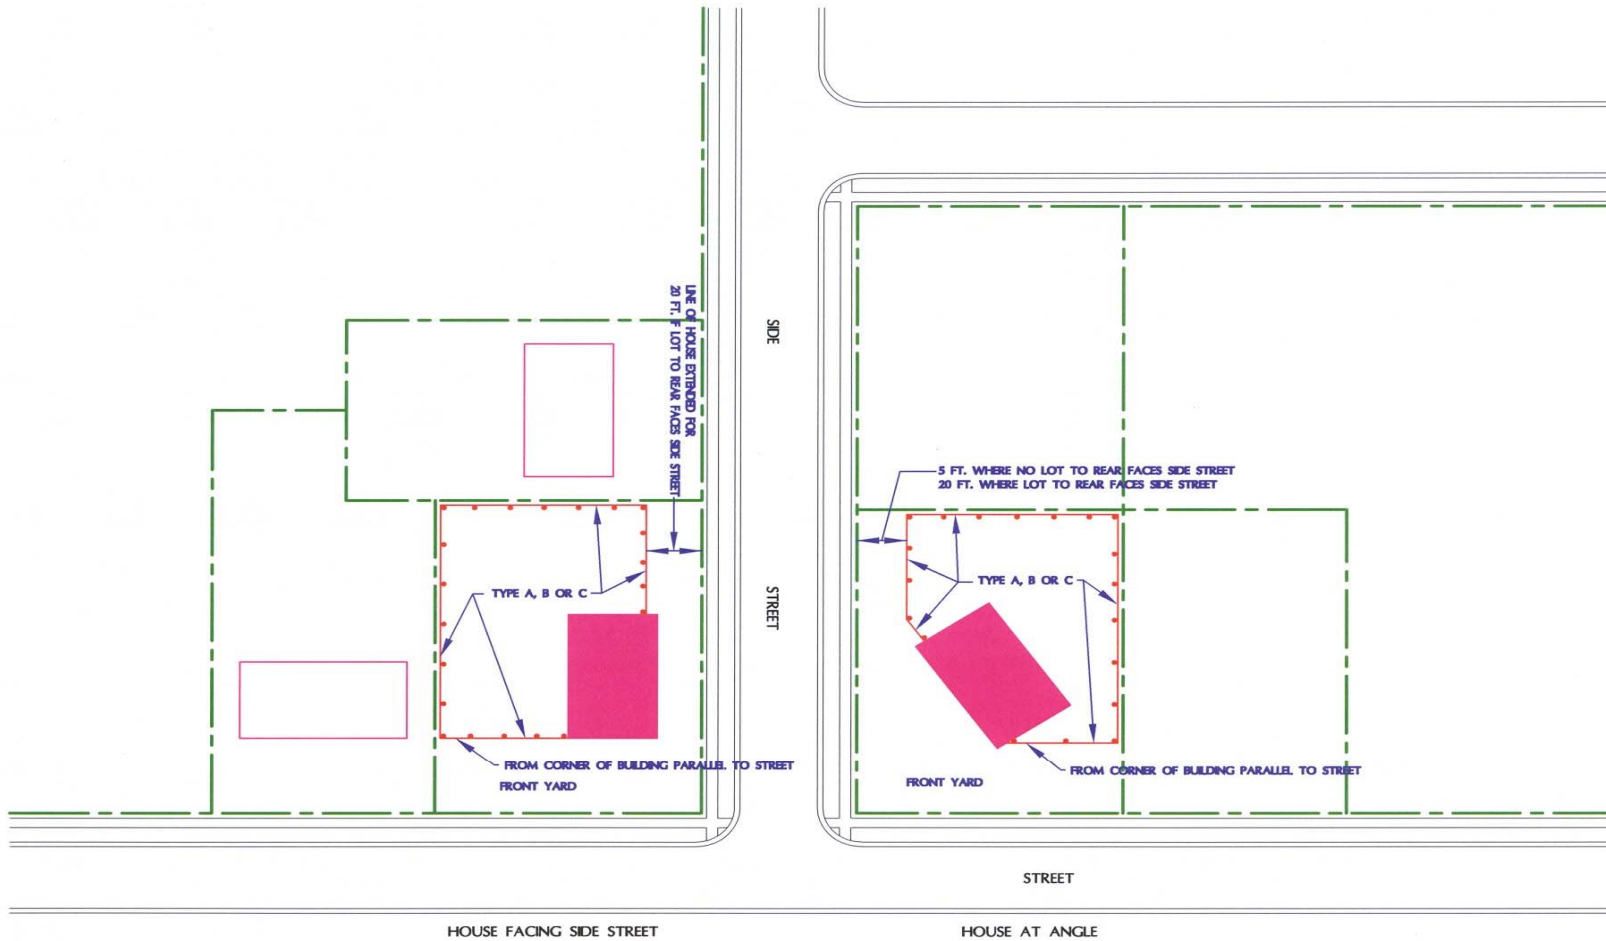 LINE OF HOUSE EXTENDED FOR
20 FT. IF LOT TO REAR FACES SIDE STREET
SIDE
STREET
5 FT. WHERE NO LOT TO REAR FACES SIDE STREET
20 FT. WHERE LOT TO REAR FACES SIDE STREET
TYPE A, B OR C
TYPE A, B OR C
FROM CORNER OF BUILDING PARALLEL TO STREET
FRONT YARD
FROM CORNER OF BUILDING PARALLEL TO STREET
FRONT YARD
STREET
HOUSE FACING SIDE STREET
HOUSE AT ANGLE